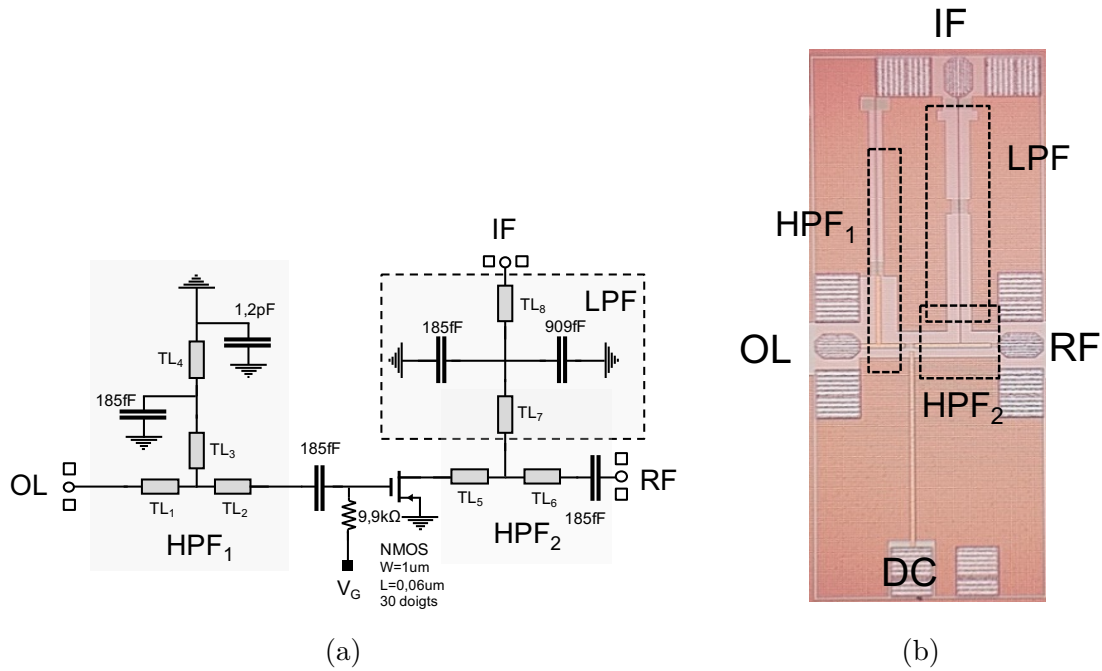 IF
LPF
TL8
185fF
909fF
1,2pF
TL4
185fF
TL3
TL7
185fF
OL
TL1
TL2
TL5
TL6
RF
185fF
HPF1
9,9kΩ
HPF2
VG
NMOS
W=1um
L=0,06um
30 doigts
(a)
IF
LPF
HPF1
OL
RF
HPF2
DC
(b)